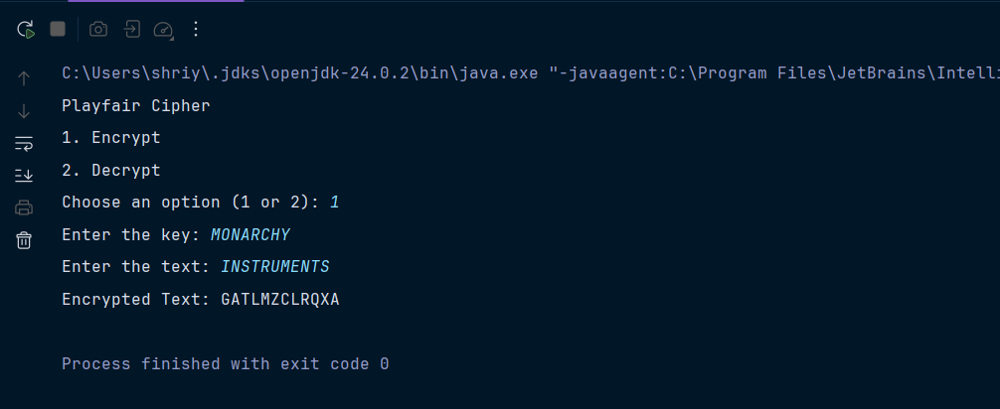 C:\Users\shriy\.jdks\openjdk-24.0.2\bin\java.exe "-javaagent:C:\Program Files\JetBrains\Intelli
Playfair Cipher
1. Encrypt
2. Decrypt
Choose an option (1 or 2): 1
Enter the key: MONARCHY
Enter the text: INSTRUMENTS
Encrypted Text: GATLMZCLRQXA
Process finished with exit code 0